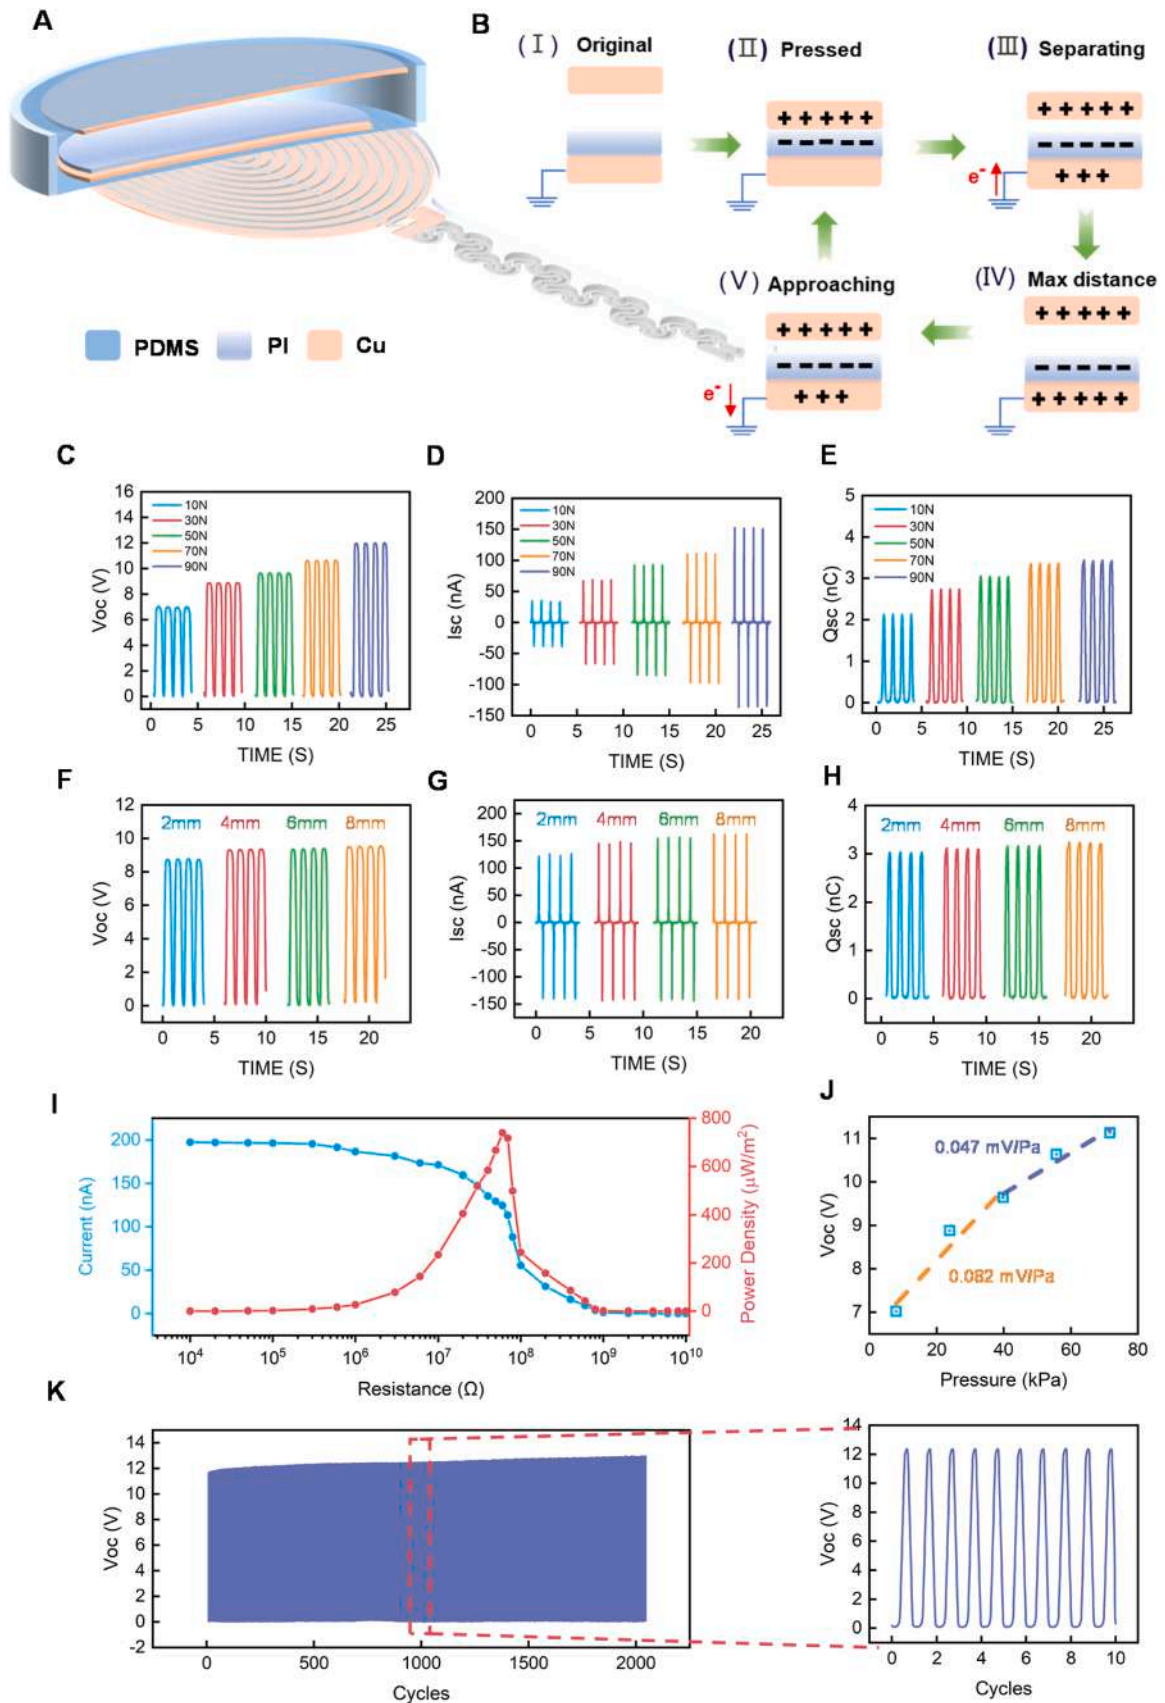 A
B
(I) Original
(II) Pressed
(III) Separating
e-
(V) Approaching
(IV) Max distance
e-
PDMS
PI
Cu
C
16
14
12
10
8
6
4
2
0
Voc (V)
10N
30N
50N
70N
90N
0 5 10 15 20 25
TIME (S)
D
200
150
100
50
0
-50
-100
-150
Isc (nA)
10N
30N
50N
70N
90N
0 5 10 15 20 25
TIME (S)
E
5
4
3
2
1
0
Qsc (nC)
10N
30N
50N
70N
90N
0 5 10 15 20 25
TIME (S)
F
12
10
8
6
4
2
0
Voc (V)
2mm 4mm 6mm 8mm
0 5 10 15 20
TIME (S)
G
200
150
100
50
0
-50
-100
-150
Isc (nA)
2mm 4mm 6mm 8mm
0 5 10 15 20
TIME (S)
H
4
3
2
1
0
Qsc (nC)
2mm 4mm 6mm 8mm
0 5 10 15 20
TIME (S)
I
200
150
100
50
0
Current (nA)
800
600
400
200
0
Power Density (μW/m²)
10⁴ 10⁵ 10⁶ 10⁷ 10⁸ 10⁹ 10¹⁰
Resistance (Ω)
J
11
10
9
8
7
Voc (V)
0.047 mV/Pa
0.082 mV/Pa
20 40 60 80
Pressure (kPa)
K
14
12
10
8
6
4
2
0
-2
Voc (V)
0 500 1000 1500 2000
Cycles
14
12
10
8
6
4
2
0
Voc (V)
0 2 4 6 8 10
Cycles